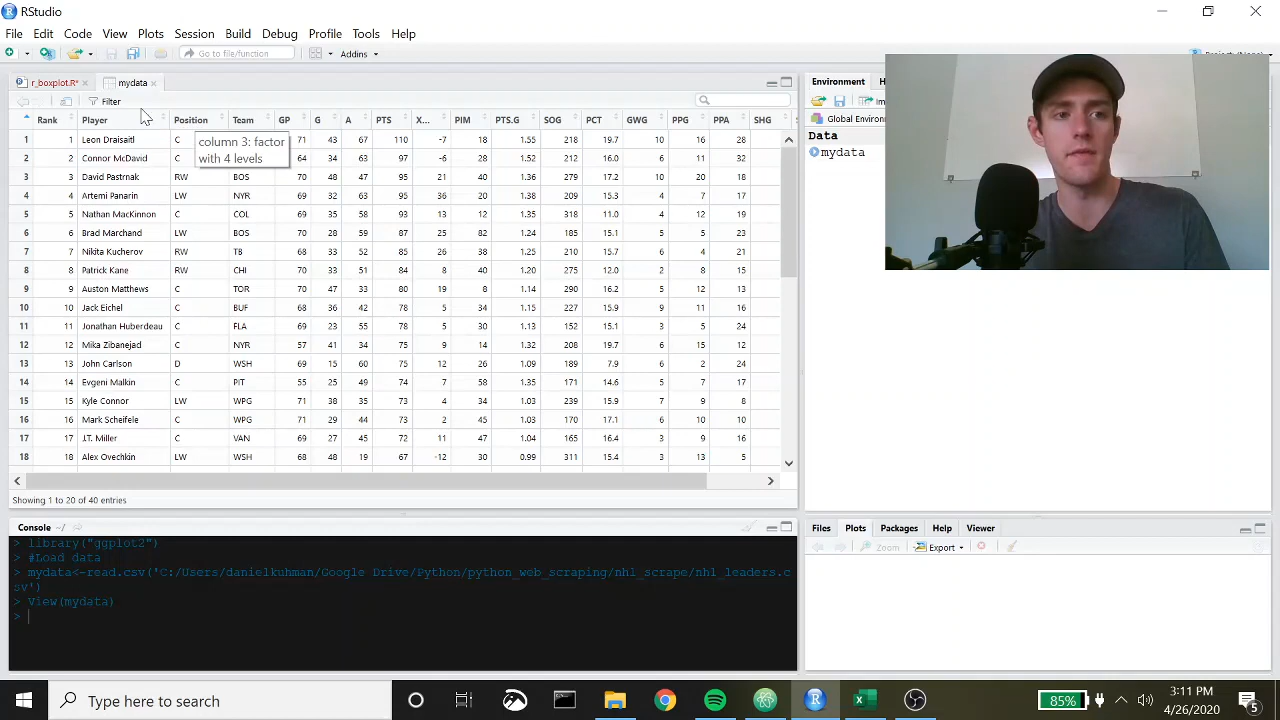 RStudio
File Edit Code View Plots Session Build Debug Profile Tools Help
Go to file/function Addins
r_boxplot.R* mydata
Filter
Rank Player Position Team GP G A PTS X... PIM PTS.G SOG PCT GWG PPG PPA SHG
1 1 Leon Draisaitl C 71 43 67 110 -7 18 1.55 218 19.7 10 16 28
2 2 Connor McDavid C 64 34 63 97 -6 28 1.52 212 16.0 6 11 32
3 3 David Pastrnak RW BOS 70 48 47 95 21 40 1.36 279 17.2 10 20 18
4 4 Artemi Panarin LW NYR 69 32 63 95 36 20 1.38 209 15.3 4 7 17
5 5 Nathan MacKinnon C COL 69 35 58 93 13 12 1.35 318 11.0 4 12 19
6 6 Brad Marchand LW BOS 70 28 59 87 25 82 1.24 185 15.1 5 5 23
7 7 Nikita Kucherov RW TB 68 33 52 85 26 38 1.25 210 15.7 6 4 21
8 8 Patrick Kane RW CHI 70 33 51 84 8 40 1.20 275 12.0 2 8 15
9 9 Auston Matthews C TOR 70 47 33 80 19 8 1.14 290 16.2 5 12 13
10 10 Jack Eichel C BUF 68 36 42 78 5 34 1.15 227 15.9 9 11 16
11 11 Jonathan Huberdeau C FLA 69 23 55 78 5 30 1.13 152 15.1 3 5 24
12 12 Mika Zibanejad C NYR 57 41 34 75 9 14 1.32 208 19.7 6 15 12
13 13 John Carlson D WSH 69 15 60 75 12 26 1.09 189 7.9 6 2 24
14 14 Evgeni Malkin C PIT 55 25 49 74 7 58 1.35 171 14.6 5 7 17
15 15 Kyle Connor LW WPG 71 38 35 73 4 34 1.03 239 15.9 7 9 8
16 16 Mark Scheifele C WPG 71 29 44 73 2 45 1.03 170 17.1 6 10 10
17 17 J.T. Miller C VAN 69 27 45 72 11 47 1.04 165 16.4 3 9 16
18 18 Alex Ovechkin LW WSH 68 48 19 67 -12 30 0.99 311 15.4 3 13 5
column 3: factor
with 4 levels
Showing 1 to 20 of 40 entries
Console ~/
> library("ggplot2")
> #Load data
> mydata<-read.csv('C:/Users/danielkuhman/Google Drive/Python/python_web_scraping/nhl_scrape/nhl_leaders.c
sv')
> View(mydata)
>
Environment
Global Environ
Data
mydata
Files Plots Packages Help Viewer
Zoom Export
Type here to search
85%
3:11 PM
4/26/2020
5